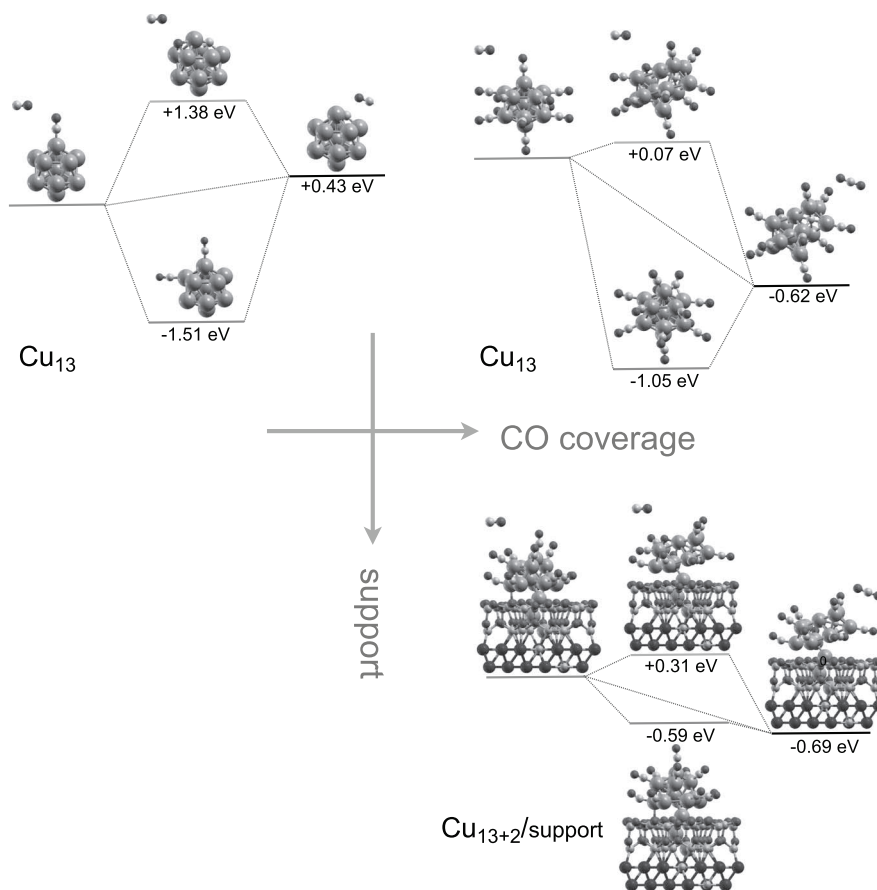 +1.38 eV
+0.43 eV
-1.51 eV
Cu13
+0.07 eV
-0.62 eV
-1.05 eV
Cu13
CO coverage
support
+0.31 eV
0
-0.59 eV
-0.69 eV
Cu13+2/support